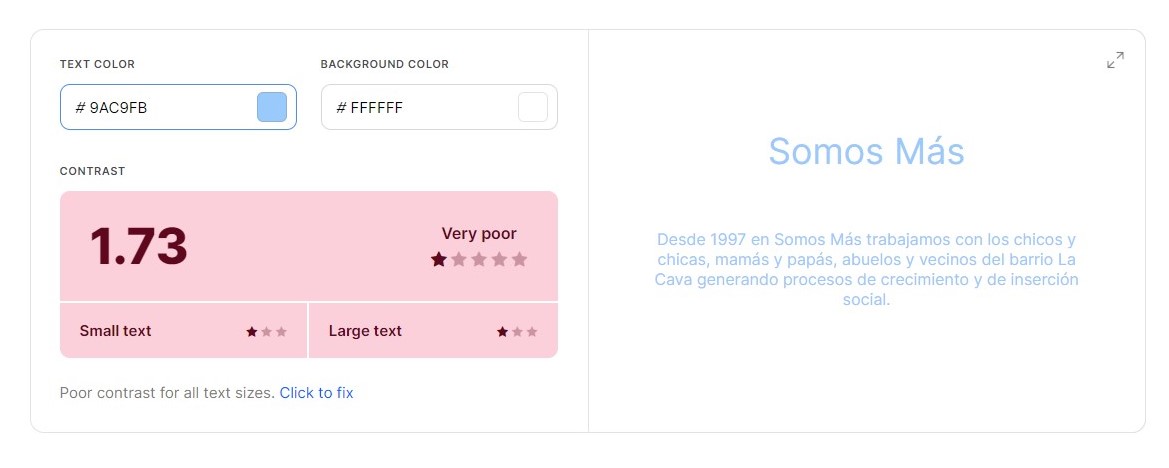 TEXT COLOR
BACKGROUND COLOR
# 9AC9FB
# FFFFFF
CONTRAST
1.73
Very poor
Small text
Large text
Poor contrast for all text sizes. Click to fix
Somos Más
Desde 1997 en Somos Más trabajamos con los chicos y
chicas, mamás y papás, abuelos y vecinos del barrio La
Cava generando procesos de crecimiento y de inserción
social.